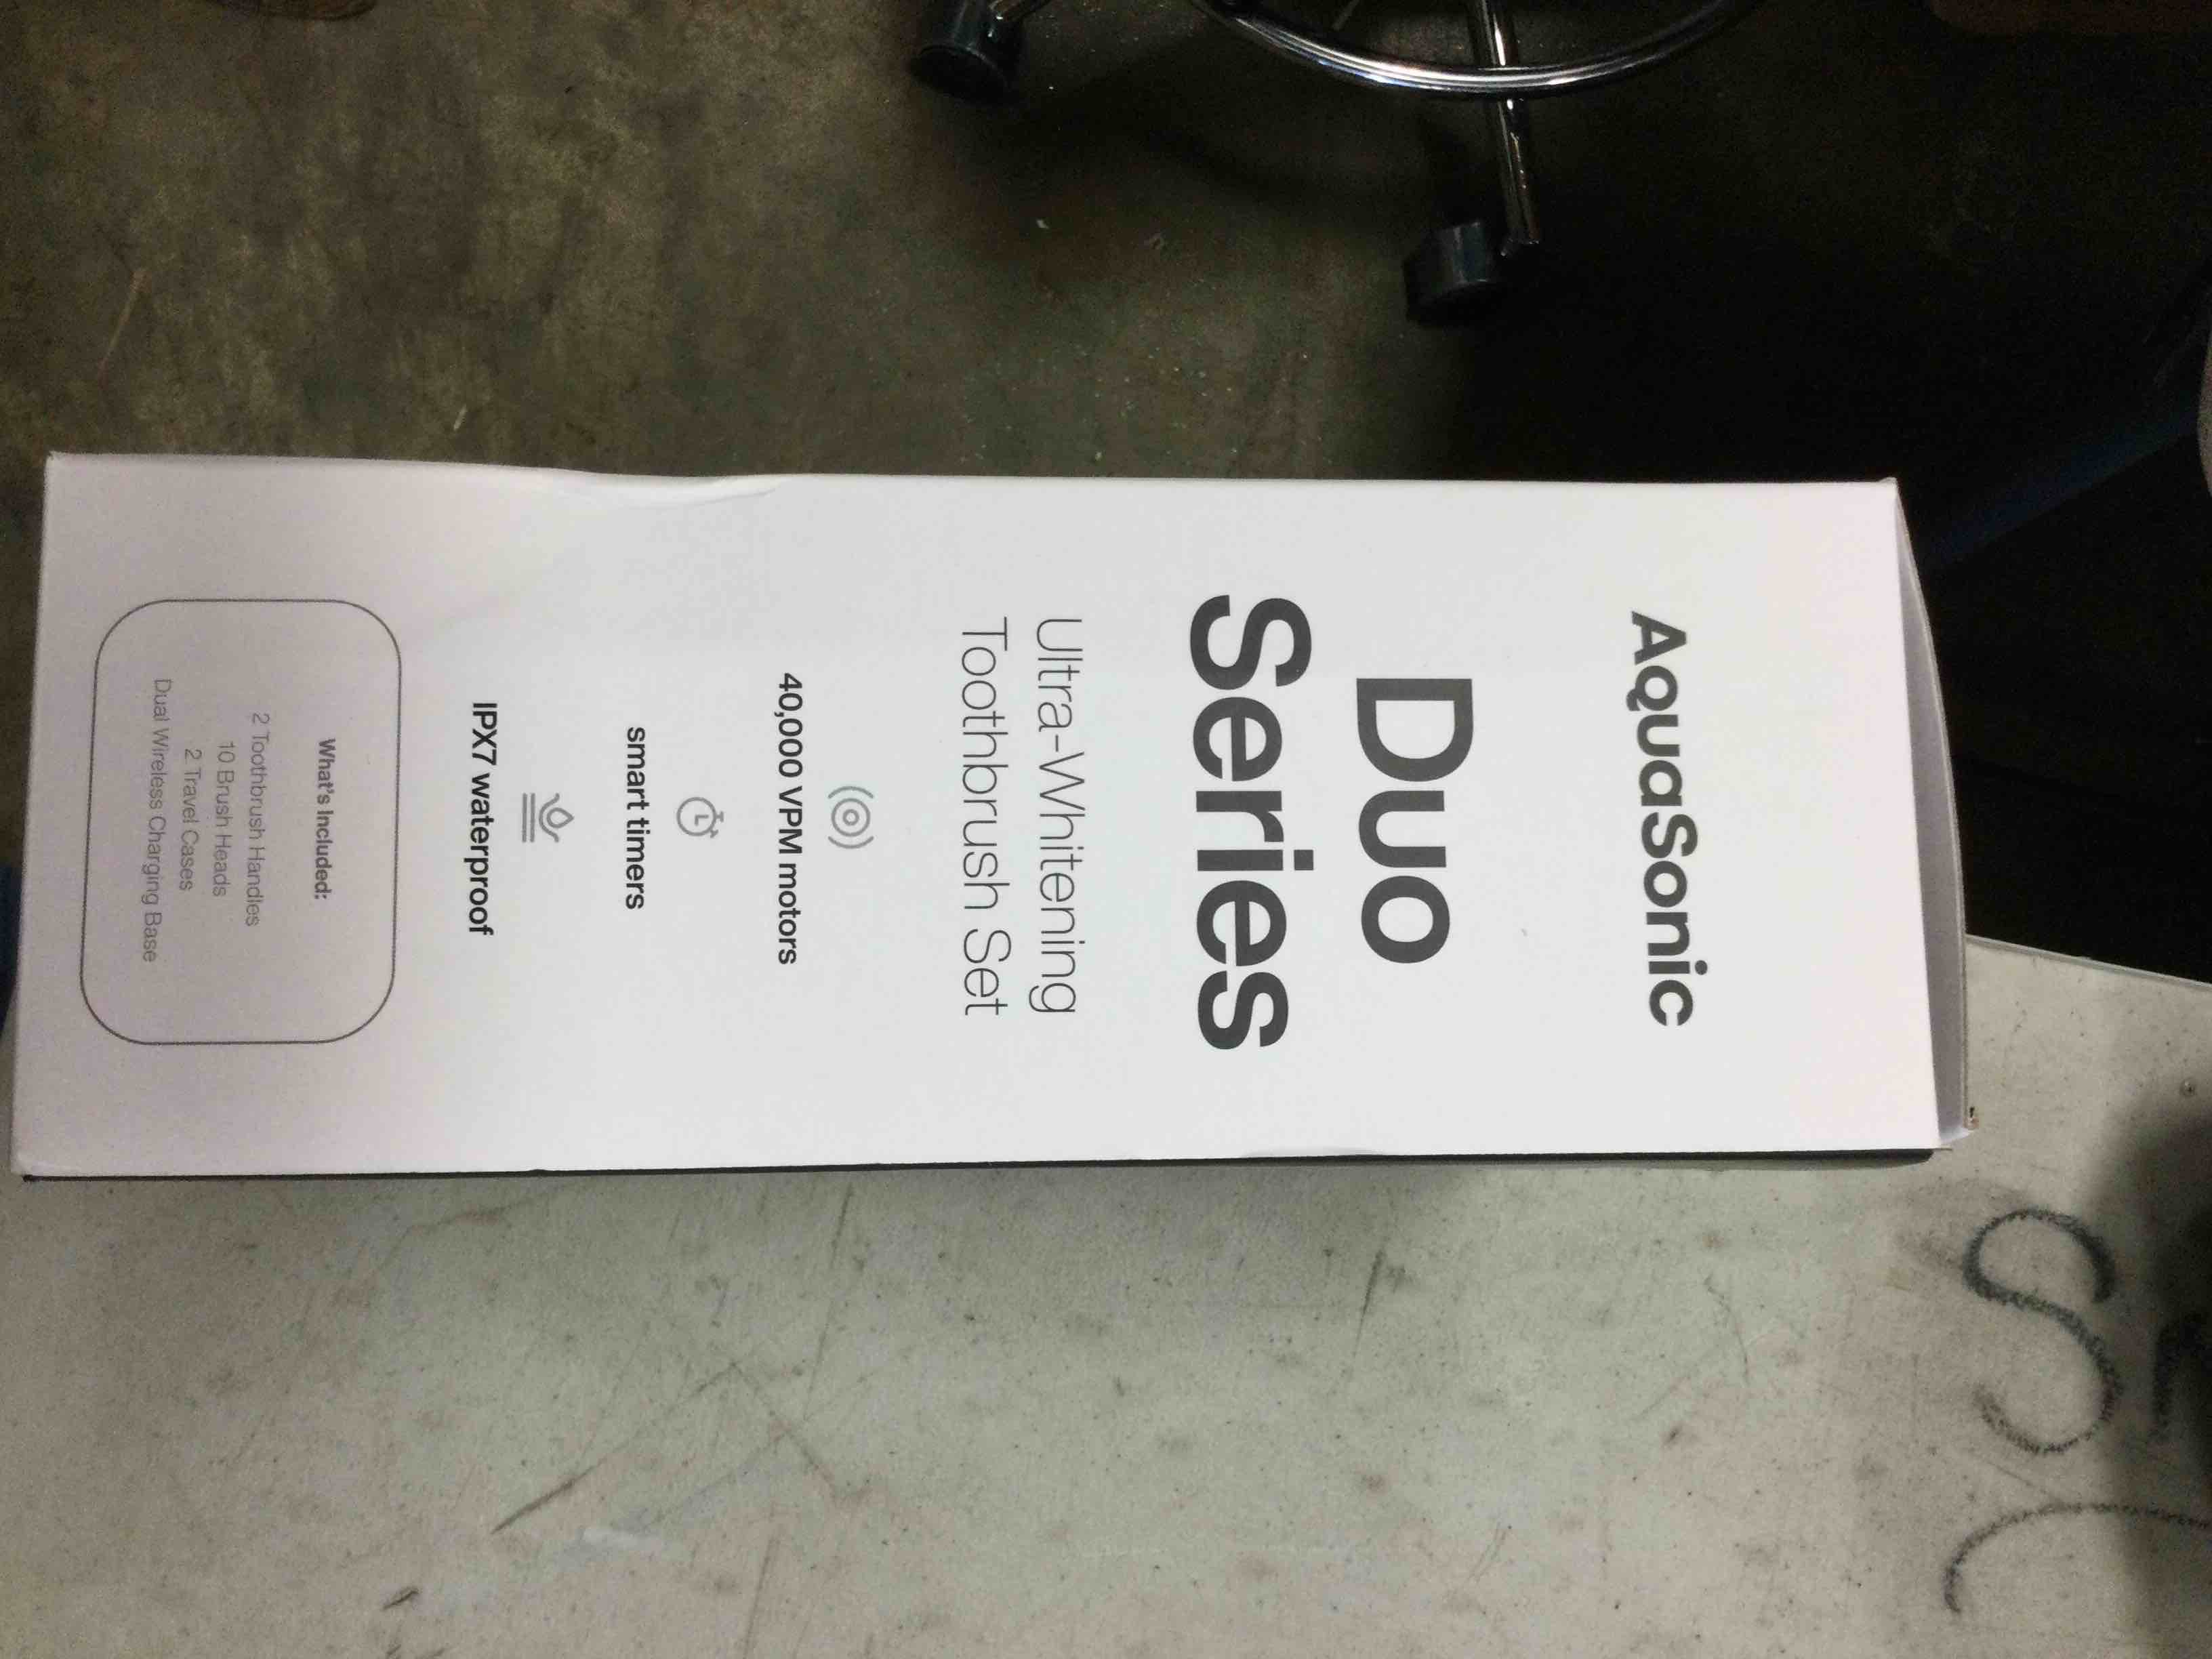 AquaSonic
Duo
Series
Ultra-Whitening
Toothbrush Set
40,000 VPM motors
smart timers
IPX7 waterproof
What's Included:
2 Toothbrush Handles
10 Brush Heads
2 Travel Cases
Dual Wireless Charging Base